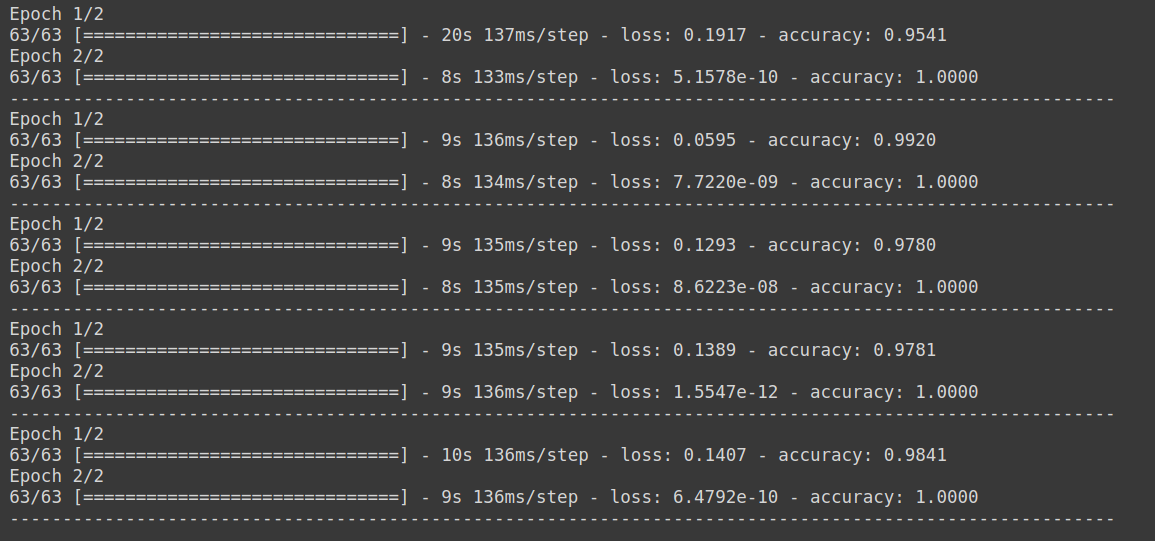 Epoch 1/2
63/63 [==============================] - 20s 137ms/step - loss: 0.1917 - accuracy: 0.9541
Epoch 2/2
63/63 [==============================] - 8s 133ms/step - loss: 5.1578e-10 - accuracy: 1.0000
---------------------------------------------------------------------------------------------------------
Epoch 1/2
63/63 [==============================] - 9s 136ms/step - loss: 0.0595 - accuracy: 0.9920
Epoch 2/2
63/63 [==============================] - 8s 134ms/step - loss: 7.7220e-09 - accuracy: 1.0000
---------------------------------------------------------------------------------------------------------
Epoch 1/2
63/63 [==============================] - 9s 135ms/step - loss: 0.1293 - accuracy: 0.9780
Epoch 2/2
63/63 [==============================] - 8s 135ms/step - loss: 8.6223e-08 - accuracy: 1.0000
---------------------------------------------------------------------------------------------------------
Epoch 1/2
63/63 [==============================] - 9s 135ms/step - loss: 0.1389 - accuracy: 0.9781
Epoch 2/2
63/63 [==============================] - 9s 136ms/step - loss: 1.5547e-12 - accuracy: 1.0000
---------------------------------------------------------------------------------------------------------
Epoch 1/2
63/63 [==============================] - 10s 136ms/step - loss: 0.1407 - accuracy: 0.9841
Epoch 2/2
63/63 [==============================] - 9s 136ms/step - loss: 6.4792e-10 - accuracy: 1.0000
---------------------------------------------------------------------------------------------------------